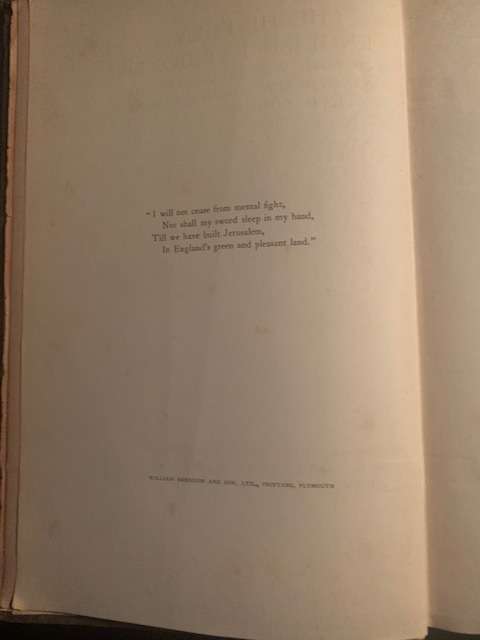 “I will not cease from mental fight,
Nor shall my sword sleep in my hand,
Till we have built Jerusalem,
In England's green and pleasant land.”
WILLIAM BRENDON AND SON, LTD., PRINTERS, PLYMOUTH